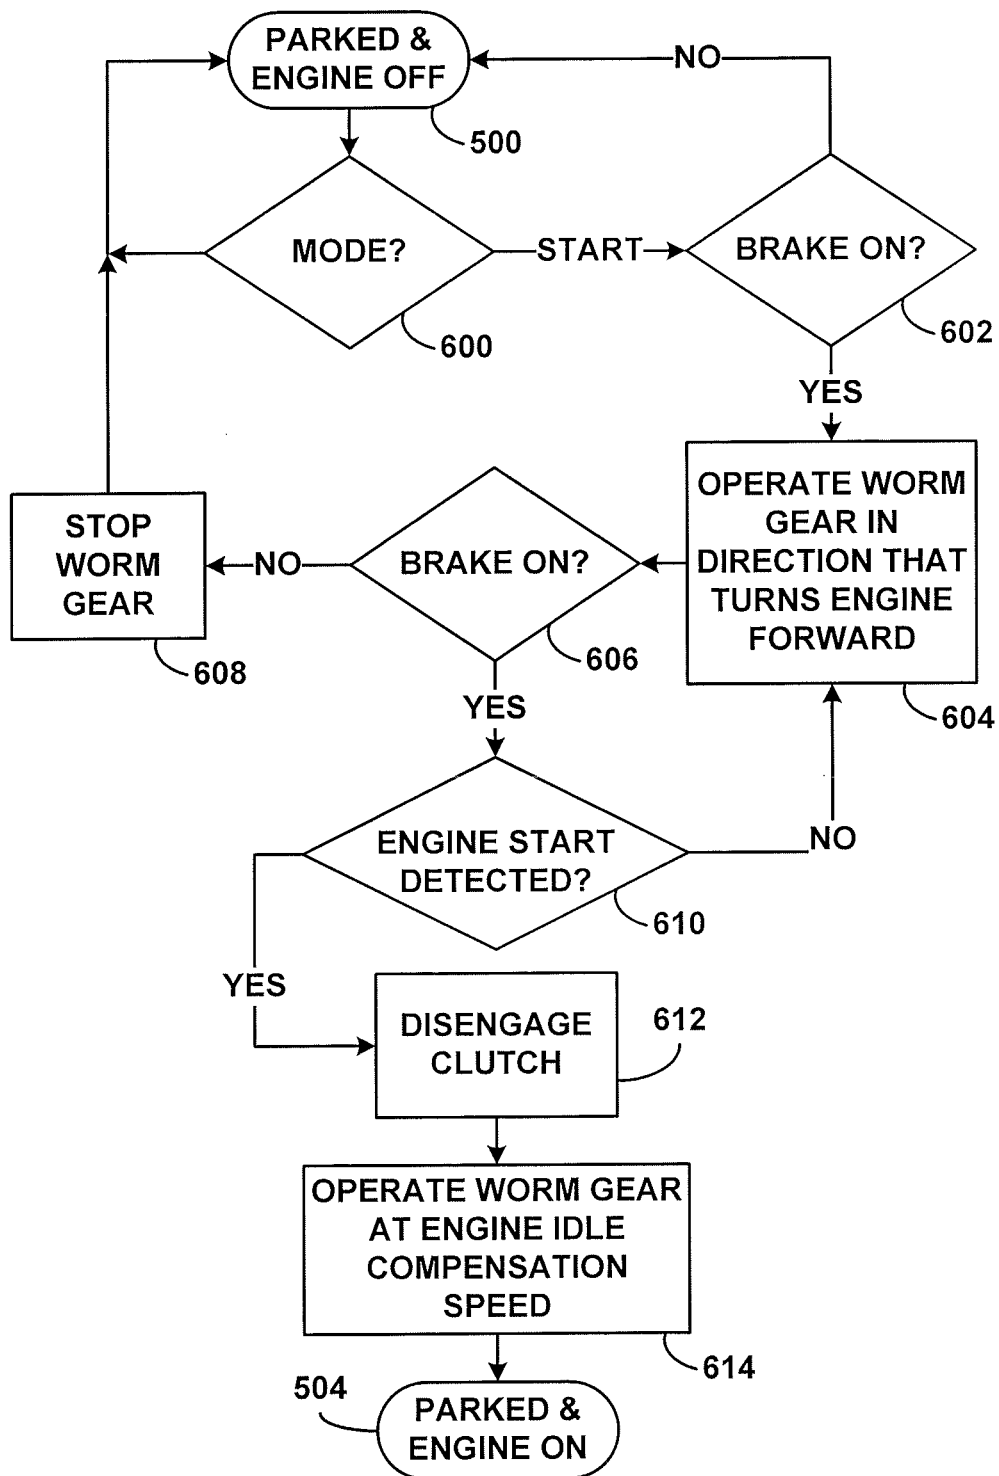 PARKED &
ENGINE OFF
NO
500
MODE?
START
BRAKE ON?
600
602
YES
OPERATE WORM
GEAR IN
DIRECTION THAT
TURNS ENGINE
FORWARD
STOP
WORM
GEAR
NO
BRAKE ON?
608
606
604
YES
ENGINE START
DETECTED?
NO
610
YES
DISENGAGE
CLUTCH
612
OPERATE WORM GEAR
AT ENGINE IDLE
COMPENSATION
SPEED
614
504
PARKED &
ENGINE ON